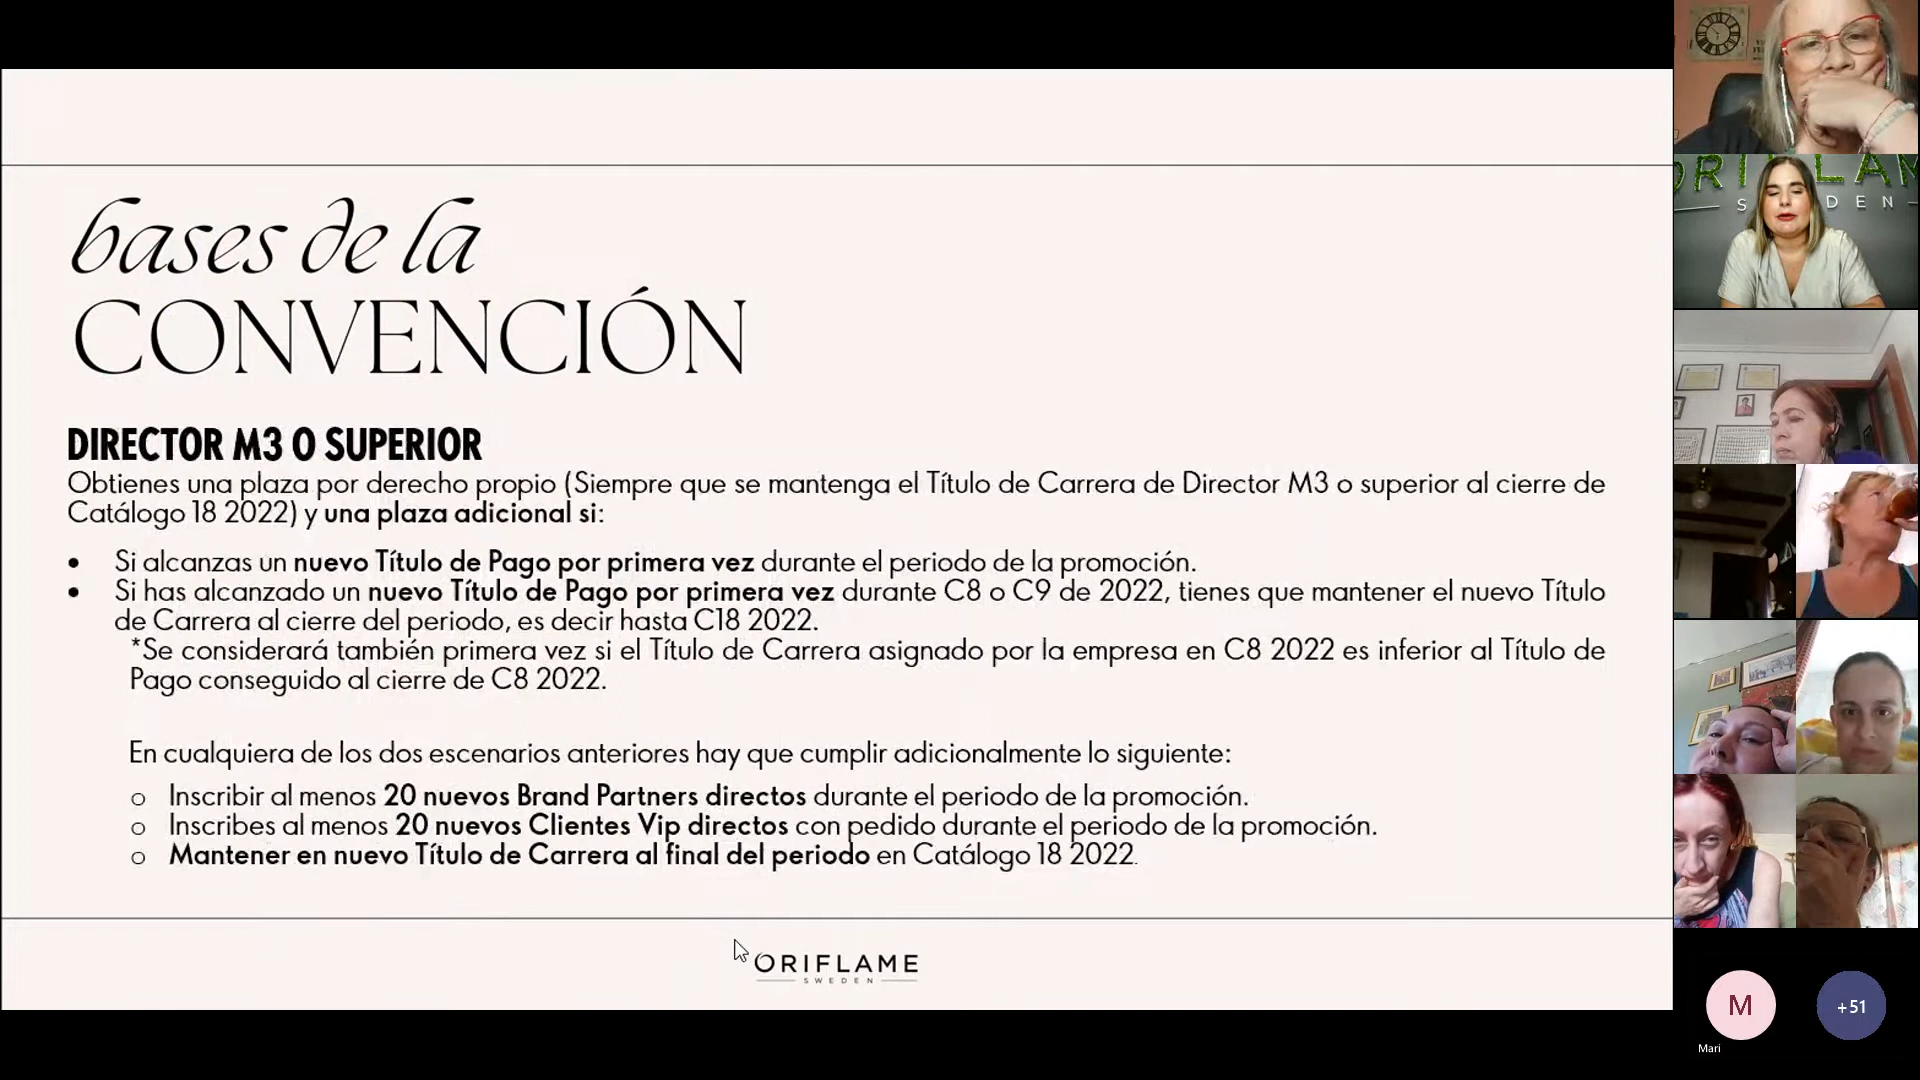 bases de la
CONVENCIÓN
DIRECTOR M3 O SUPERIOR
Obtienes una plaza por derecho propio (Siempre que se mantenga el Título de Carrera de Director M3 o superior al cierre de
Catálogo 18 2022) y una plaza adicional si:
• Si alcanzas un nuevo Título de Pago por primera vez durante el periodo de la promoción.
• Si has alcanzado un nuevo Título de Pago por primera vez durante C8 o C9 de 2022, tienes que mantener el nuevo Título
de Carrera al cierre del periodo, es decir hasta C18 2022.
*Se considerará también primera vez si el Título de Carrera asignado por la empresa en C8 2022 es inferior al Título de
Pago conseguido al cierre de C8 2022.
En cualquiera de los dos escenarios anteriores hay que cumplir adicionalmente lo siguiente:
o Inscribir al menos 20 nuevos Brand Partners directos durante el periodo de la promoción.
o Inscribes al menos 20 nuevos Clientes Vip directos con pedido durante el periodo de la promoción.
o Mantener en nuevo Título de Carrera al final del periodo en Catálogo 18 2022.
ORIFLAME
SWEDEN
M
+51
Mari